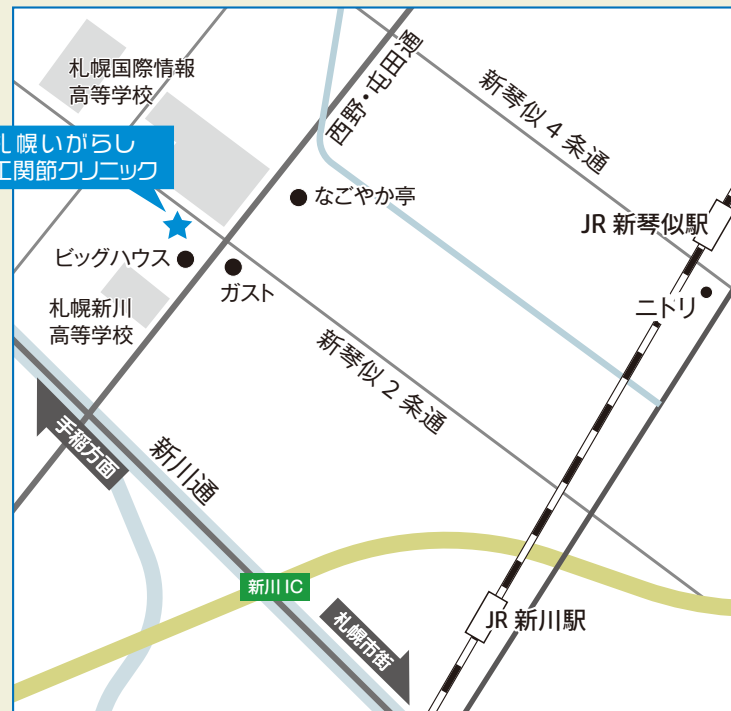 札幌国際情報
高等学校
札幌いがらし
工関節クリニック
西野・屯田通
新琴似4条通
なごやか亭
JR 新琴似駅
ビッグハウス
ガスト
ニトリ
札幌新川
高等学校
新琴似2条通
手稲方面
新川通
新川 IC
札幌市街
JR 新川駅